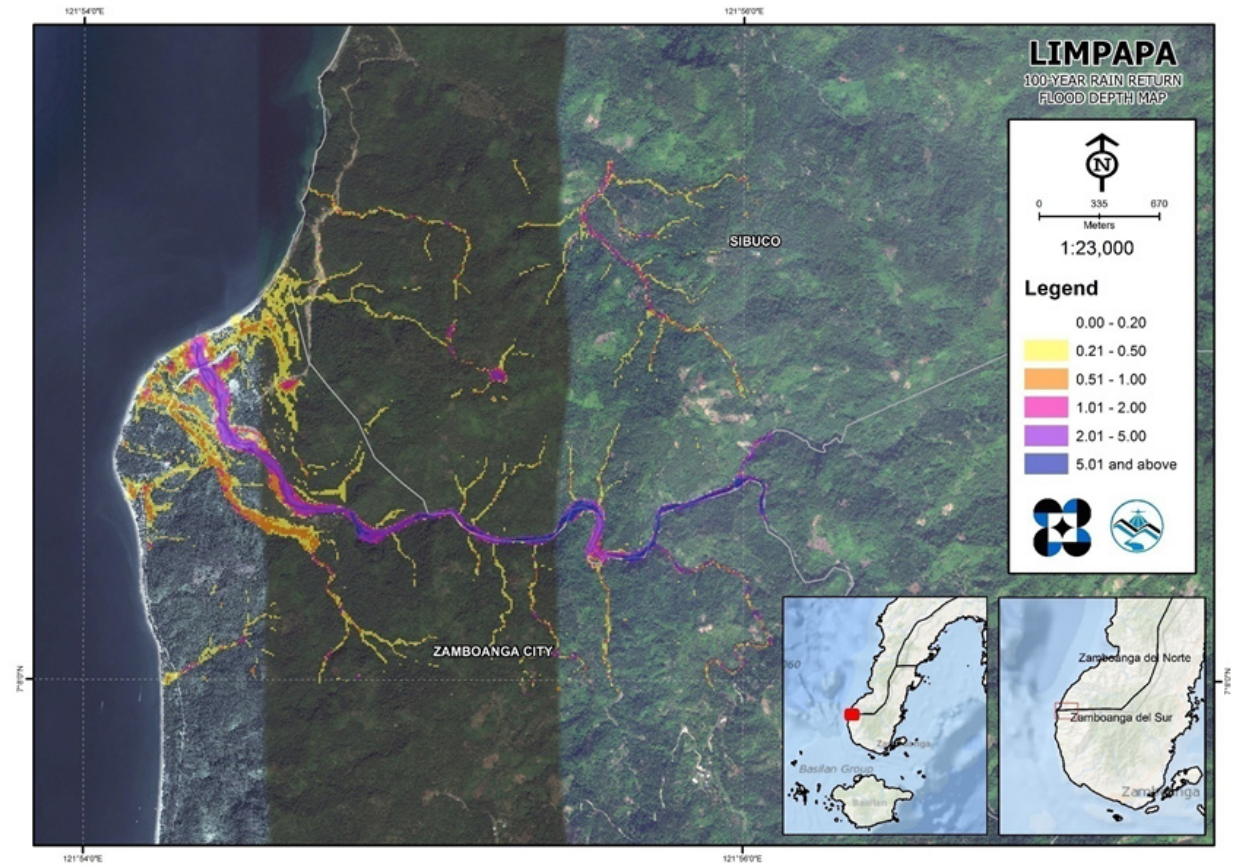 121°54'0"E
121°56'0"E
LIMPAPA
100-YEAR RAIN RETURN
FLOOD DEPTH MAP
N
0 335 670
Meters
1:23,000
Legend
0.00 - 0.20
0.21 - 0.50
0.51 - 1.00
1.01 - 2.00
2.01 - 5.00
5.01 and above
SIBUCO
ZAMBOANGA CITY
7°8'0"N
7°8'0"N
Zamboanga
Basilan Group
Basilan
Zamboanga del Norte
Zamboanga del Sur
Zamboanga
121°54'0"E
121°56'0"E